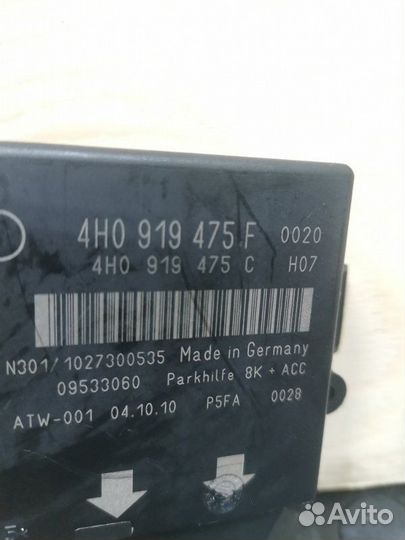 4H0 919 475 F 0020
4H0 919 475 C H07
N301/1027300535 Made in Germany
09533060 Parkhilfe 8K + ACC
ATW-001 04.10.10 P5FA 0028
Avito